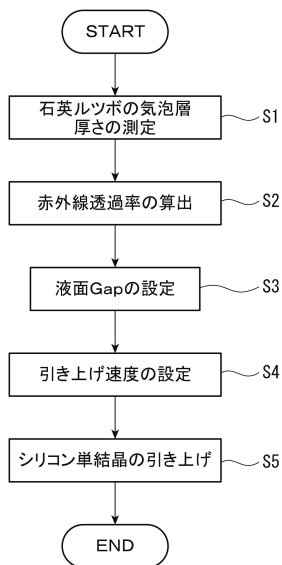 START
石英ルツボの気泡層
厚さの測定
S1
赤外線透過率の算出
S2
液面Gapの設定
S3
引き上げ速度の設定
S4
シリコン単結晶の引き上げ
S5
END